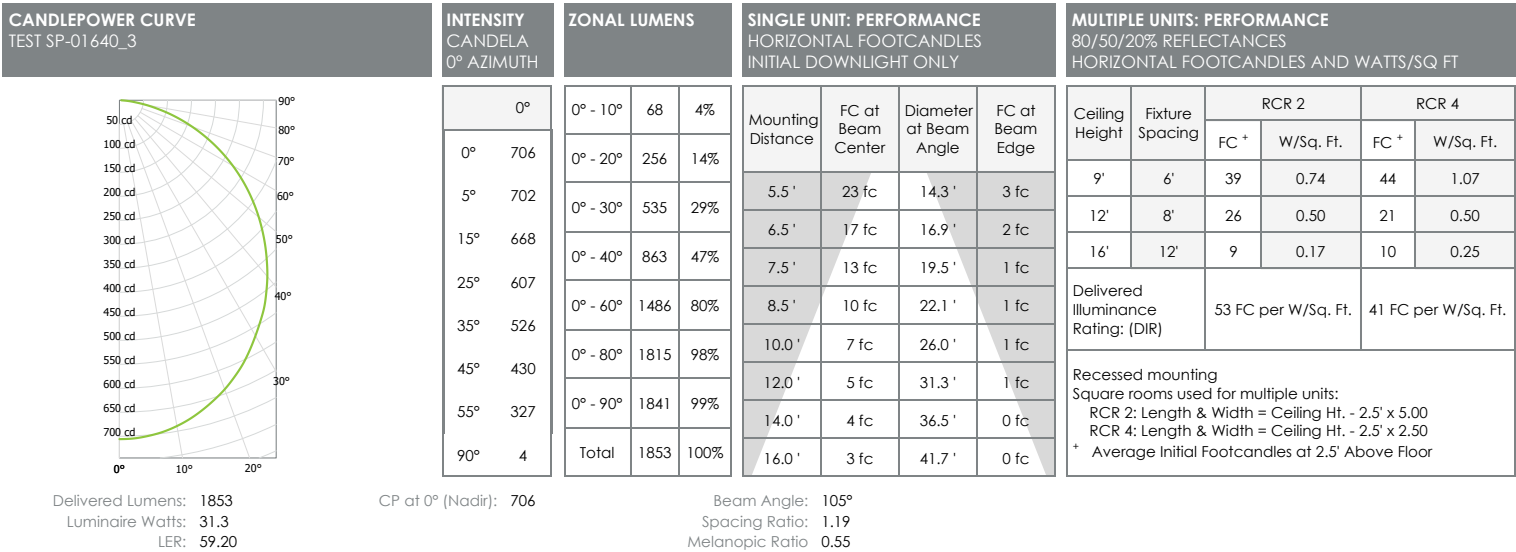 CANDLEPOWER CURVE
TEST SP-01640_3
90°
80°
70°
60°
50°
40°
30°
50 cd
100 cd
150 cd
200 cd
250 cd
300 cd
350 cd
400 cd
450 cd
500 cd
550 cd
600 cd
650 cd
700 cd
0° 10° 20°
INTENSITY
CANDELA
0° AZIMUTH
0°
0° 706
5° 702
15° 668
25° 607
35° 526
45° 430
55° 327
90° 4
ZONAL LUMENS
0° - 10° 68 4%
0° - 20° 256 14%
0° - 30° 535 29%
0° - 40° 863 47%
0° - 60° 1486 80%
0° - 80° 1815 98%
0° - 90° 1841 99%
Total 1853 100%
SINGLE UNIT: PERFORMANCE
HORIZONTAL FOOTCANDLES
INITIAL DOWNLIGHT ONLY
Mounting
Distance
FC at
Beam
Center
Diameter
at Beam
Angle
FC at
Beam
Edge
5.5 ' 23 fc 14.3 ' 3 fc
6.5 ' 17 fc 16.9 ' 2 fc
7.5 ' 13 fc 19.5 ' 1 fc
8.5 ' 10 fc 22.1 ' 1 fc
10.0 ' 7 fc 26.0 ' 1 fc
12.0 ' 5 fc 31.3 ' 1 fc
14.0 ' 4 fc 36.5 ' 0 fc
16.0 ' 3 fc 41.7 ' 0 fc
MULTIPLE UNITS: PERFORMANCE
80/50/20% REFLECTANCES
HORIZONTAL FOOTCANDLES AND WATTS/SQ FT
Ceiling
Height
Fixture
Spacing
RCR 2 RCR 4
FC + W/Sq. Ft. FC + W/Sq. Ft.
9' 6' 39 0.74 44 1.07
12' 8' 26 0.50 21 0.50
16' 12' 9 0.17 10 0.25
Delivered
Illuminance
Rating: (DIR)
53 FC per W/Sq. Ft. 41 FC per W/Sq. Ft.
Recessed mounting
Square rooms used for multiple units:
RCR 2: Length & Width = Ceiling Ht. - 2.5' x 5.00
RCR 4: Length & Width = Ceiling Ht. - 2.5' x 2.50
+ Average Initial Footcandles at 2.5' Above Floor
Delivered Lumens: 1853
Luminaire Watts: 31.3
LER: 59.20
CP at 0° (Nadir): 706
Beam Angle: 105°
Spacing Ratio: 1.19
Melanopic Ratio 0.55